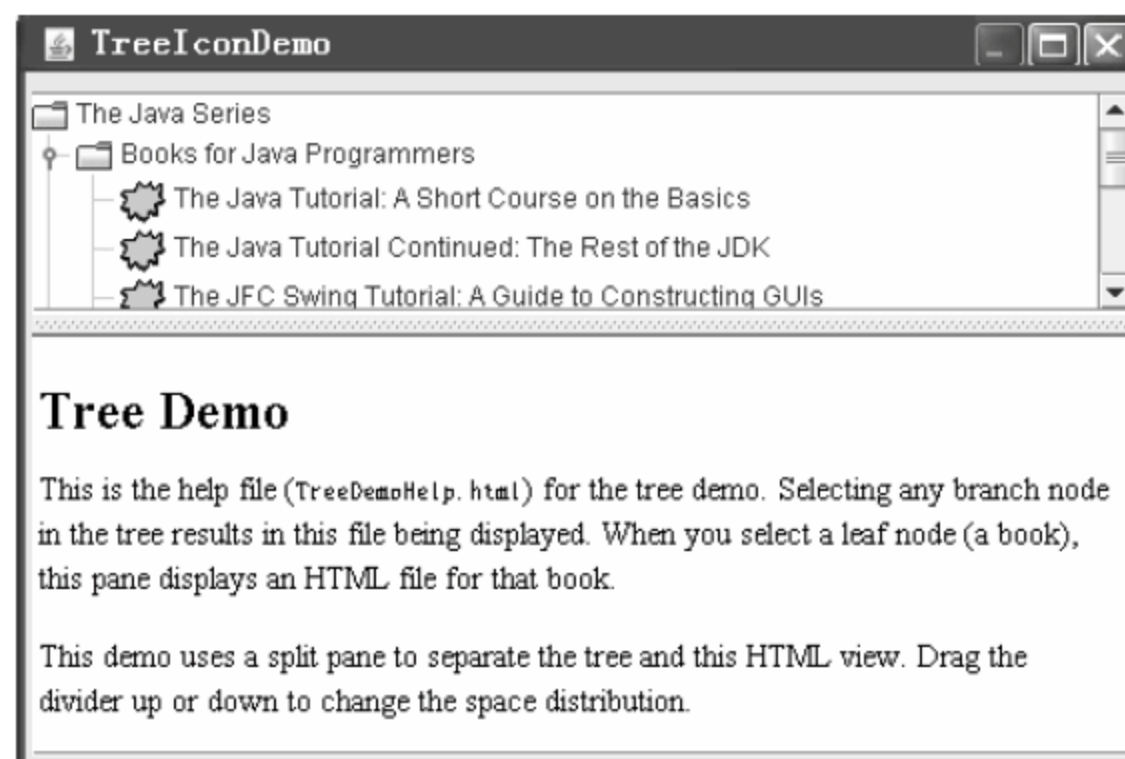 TreeIconDemo
The Java Series
Books for Java Programmers
The Java Tutorial: A Short Course on the Basics
The Java Tutorial Continued: The Rest of the JDK
The JFC Swing Tutorial: A Guide to Constructing GUIs
Tree Demo
This is the help file (TreeDemoHelp.html) for the tree demo. Selecting any branch node
in the tree results in this file being displayed. When you select a leaf node (a book),
this pane displays an HTML file for that book.
This demo uses a split pane to separate the tree and this HTML view. Drag the
divider up or down to change the space distribution.